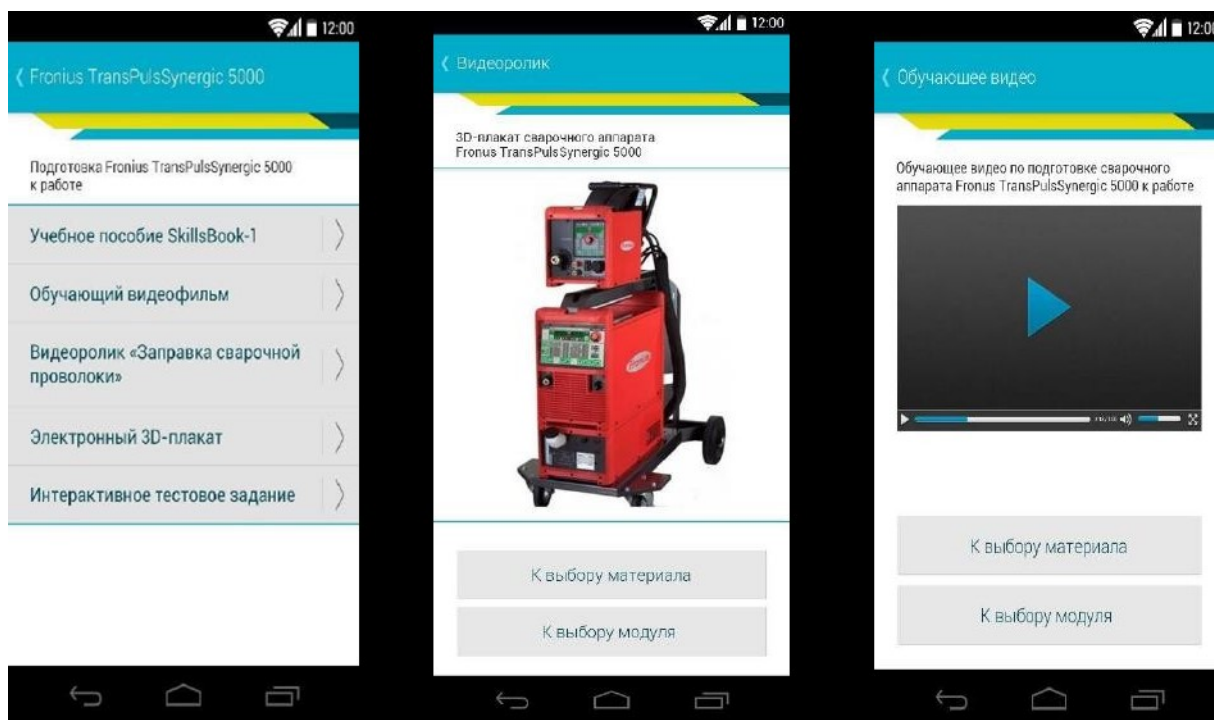 12:00
Fronius TransPulsSynergic 5000
Подготовка Fronius TransPulsSynergic 5000
к работе
Учебное пособие SkillsBook-1
Обучающий видеофильм
Видеоролик «Заправка сварочной
проволоки»
Электронный 3D-плакат
Интерактивное тестовое задание
12:00
Видеоролик
3D-плакат сварочного аппарата
Fronus TransPulsSynergic 5000
К выбору материала
К выбору модуля
12:00
Обучающее видео
Обучающее видео по подготовке сварочного
аппарата Fronus TransPulsSynergic 5000 к работе
К выбору материала
К выбору модуля